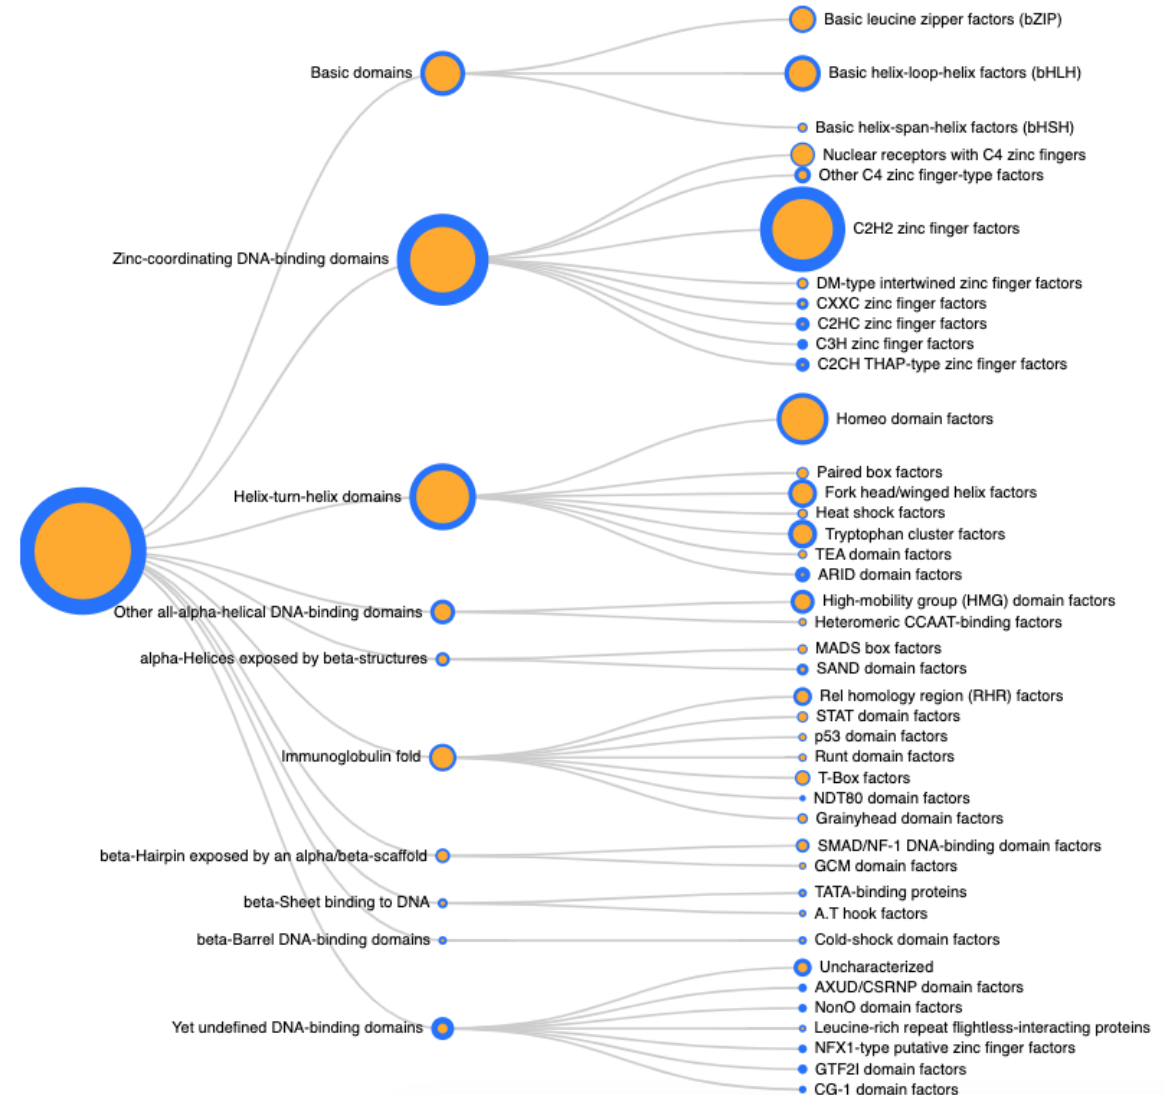 Basic leucine zipper factors (bZIP)
Basic domains
Basic helix-loop-helix factors (bHLH)
Basic helix-span-helix factors (bHSH)
Nuclear receptors with C4 zinc fingers
Other C4 zinc finger-type factors
C2H2 zinc finger factors
Zinc-coordinating DNA-binding domains
DM-type intertwined zinc finger factors
CXXC zinc finger factors
C2HC zinc finger factors
C3H zinc finger factors
C2CH THAP-type zinc finger factors
Homeo domain factors
Paired box factors
Helix-turn-helix domains
Fork head/winged helix factors
Heat shock factors
Tryptophan cluster factors
TEA domain factors
ARID domain factors
High-mobility group (HMG) domain factors
Other all-alpha-helical DNA-binding domains
Heteromeric CCAAT-binding factors
MADS box factors
alpha-Helices exposed by beta-structures
SAND domain factors
Rel homology region (RHR) factors
STAT domain factors
p53 domain factors
Immunoglobulin fold
Runt domain factors
T-Box factors
NDT80 domain factors
Grainyhead domain factors
SMAD/NF-1 DNA-binding domain factors
beta-Hairpin exposed by an alpha/beta-scaffold
GCM domain factors
TATA-binding proteins
beta-Sheet binding to DNA
A.T hook factors
beta-Barrel DNA-binding domains
Cold-shock domain factors
Uncharacterized
AXUD/CSRNP domain factors
NonO domain factors
Yet undefined DNA-binding domains
Leucine-rich repeat flightless-interacting proteins
NFX1-type putative zinc finger factors
GTF2I domain factors
CG-1 domain factors